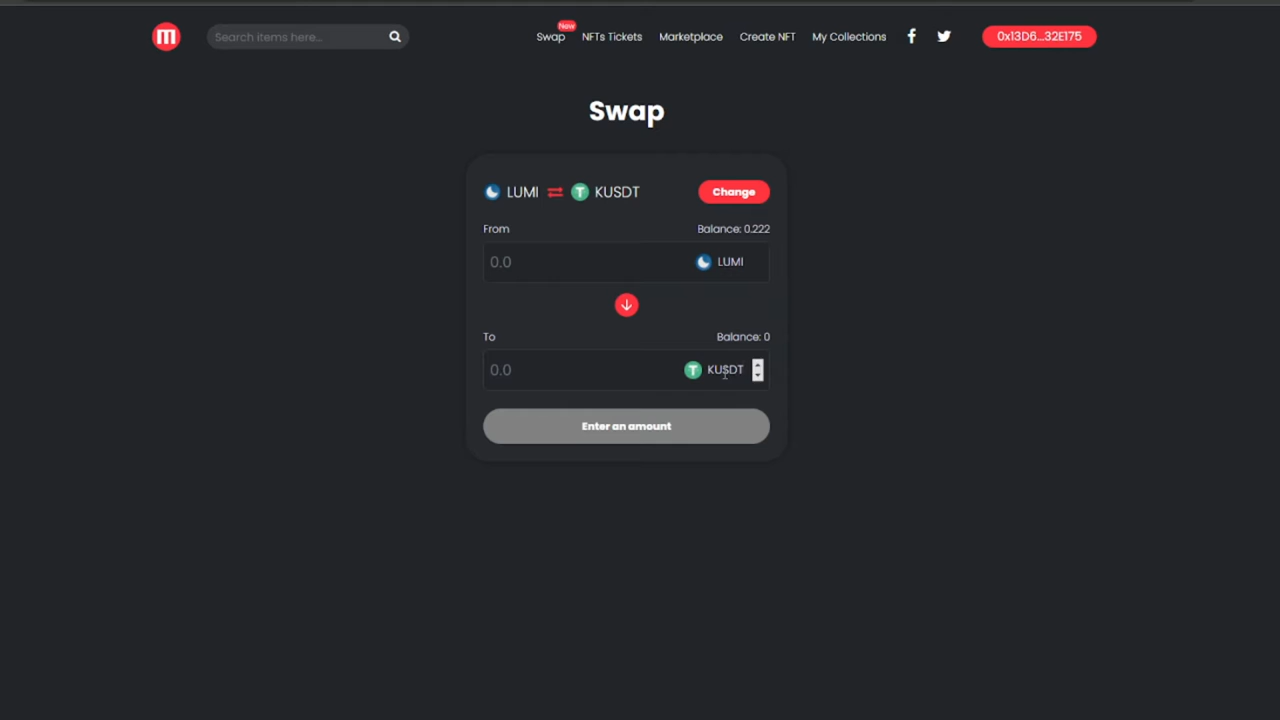 m
Search items here...
New
Swap NFTs Tickets Marketplace Create NFT My Collections
0x13D6...32E175
Swap
LUMI KUSDT Change
From Balance: 0.222
0.0 LUMI
To Balance: 0
0.0 KUSDT
Enter an amount